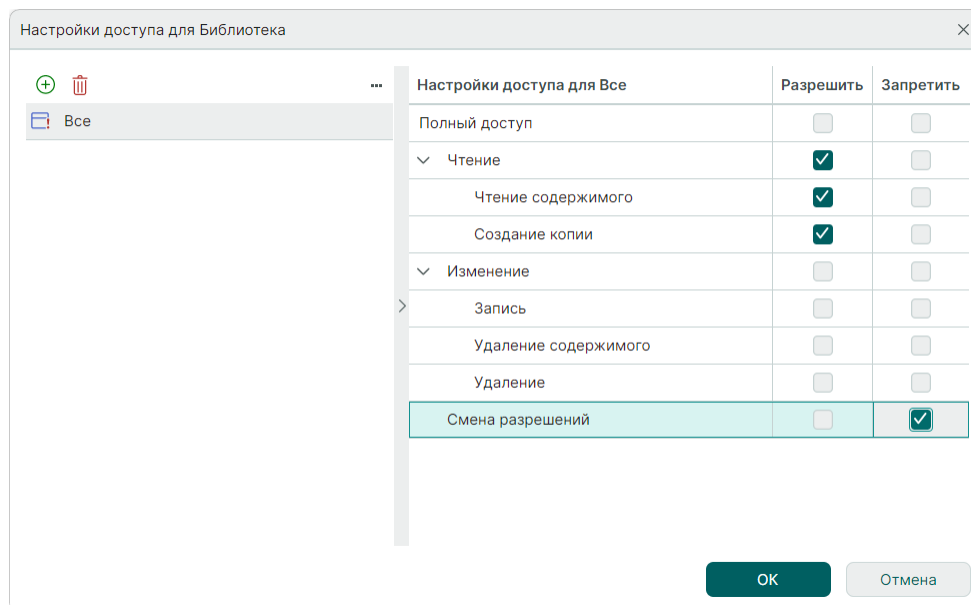 Настройки доступа для Библиотека
Настройки доступа для Все Разрешить Запретить
Все
Полный доступ
Чтение
Чтение содержимого
Создание копии
Изменение
Запись
Удаление содержимого
Удаление
Смена разрешений
ОК Отмена